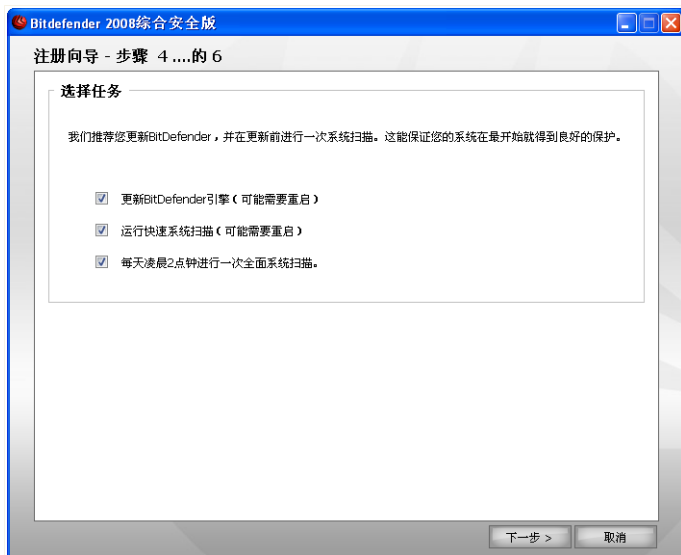 Bitdefender 2008综合安全版
注册向导 - 步骤 4 ....的 6
选择任务
我们推荐您更新BitDefender，并在更新前进行一次系统扫描。这能保证您的系统在最开始就得到良好的保护。
更新BitDefender引擎（可能需要重启）
运行快速系统扫描（可能需要重启）
每天凌晨2点钟进行一次全面系统扫描。
下一步 > 取消